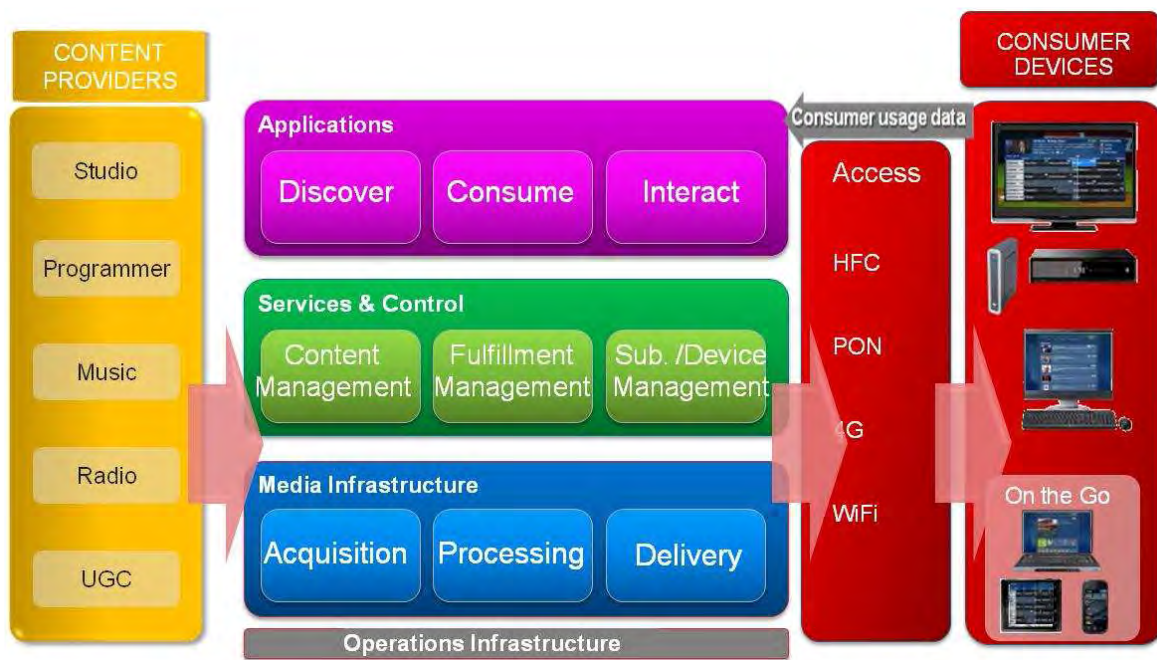 CONTENT
PROVIDERS
Studio
Programmer
Music
Radio
UGC
Applications
Discover
Consume
Interact
Services & Control
Content
Management
Fulfillment
Management
Sub. /Device
Management
Media Infrastructure
Acquisition
Processing
Delivery
Operations Infrastructure
Consumer usage data
Access
HFC
PON
4G
WiFi
CONSUMER
DEVICES
On the Go